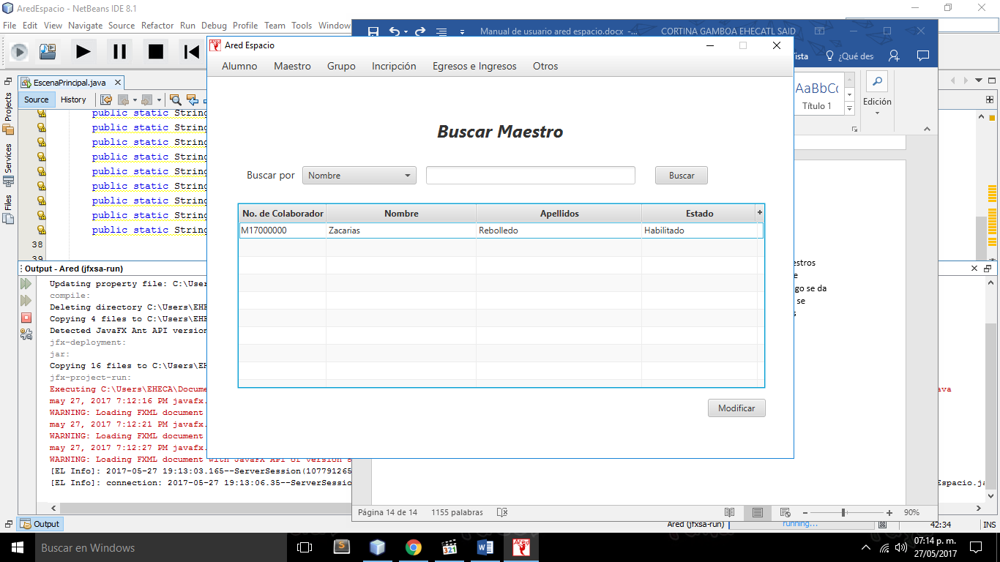 AredEspacio - NetBeans IDE 8.1
File Edit View Navigate Source Refactor Run Debug Profile Team Tools Window
Manual de usuario ared espacio.docx -... CORTINA GAMBOA EHECATL SAID
ista ¿Qué des
Ared Espacio
Alumno Maestro Grupo Incripción Egresos e Ingresos Otros
EscenaPrincipal.java
Source History
AaBbCc
Título 1
Edición
Projects
Services
Files
public static String
public static String
public static String
public static String
public static String
public static String
public static String
public static String
public static String
38
39
Buscar Maestro
Buscar por Nombre Buscar
No. de Colaborador Nombre Apellidos Estado +
M17000000 Zacarias Rebolledo Habilitado
Modificar
estros
e
go se da
se
s
Output - Ared (jfxsa-run)
Updating property file: C:\User
compile:
Deleting directory C:\Users\EHE
Copying 4 files to C:\Users\EHE
Detected JavaFX Ant API version
jfx-deployment:
jar:
Copying 16 files to C:\Users\EH
jfx-project-run:
Executing C:\Users\EHECA\Docume
ava
may 27, 2017 7:12:16 PM javafx.
WARNING: Loading FXML document
may 27, 2017 7:12:21 PM javafx.
WARNING: Loading FXML document
may 27, 2017 7:12:27 PM javafx.
WARNING: Loading FXML document with JavaFX API of version 8
[EL Info]: 2017-05-27 19:13:03.165--ServerSession(107791265
[EL Info]: connection: 2017-05-27 19:13:06.35--ServerSessio
Espacio.ja
Página 14 de 14 1155 palabras 90%
Output
Ared (jfxsa-run) running... 42:34 INS
Buscar en Windows
321
Ared
07:14 p. m.
27/05/2017